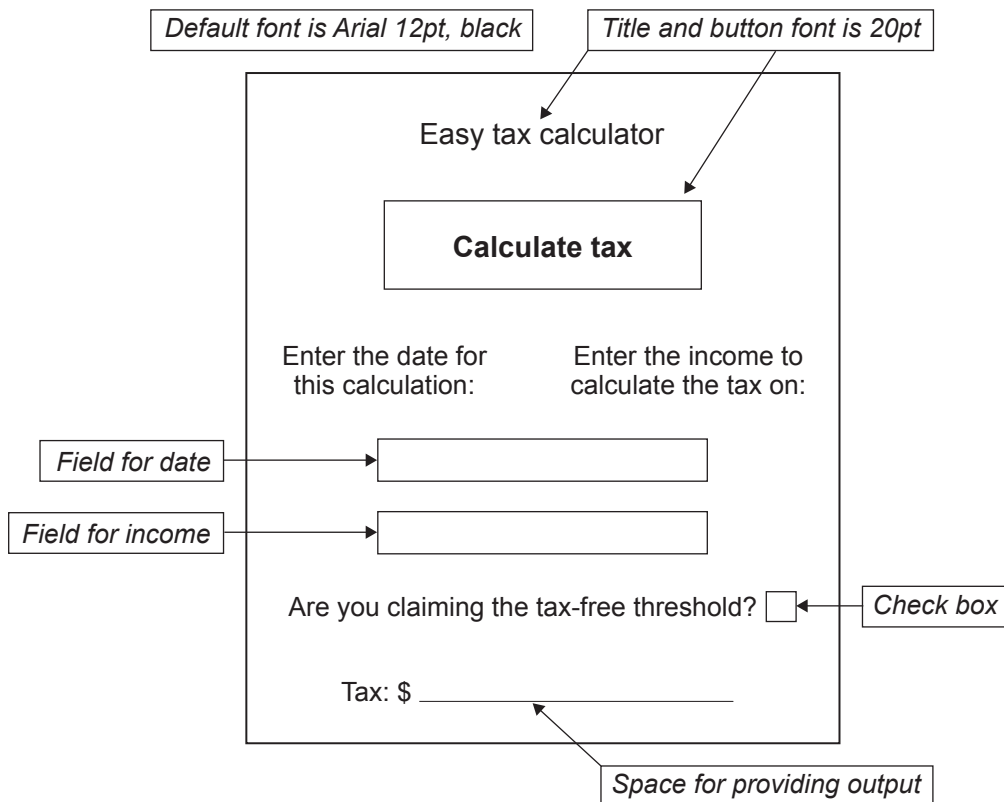 Default font is Arial 12pt, black
Title and button font is 20pt
Easy tax calculator
Calculate tax
Enter the date for
this calculation:
Enter the income to
calculate the tax on:
Field for date
Field for income
Are you claiming the tax-free threshold?
Check box
Tax: $
Space for providing output